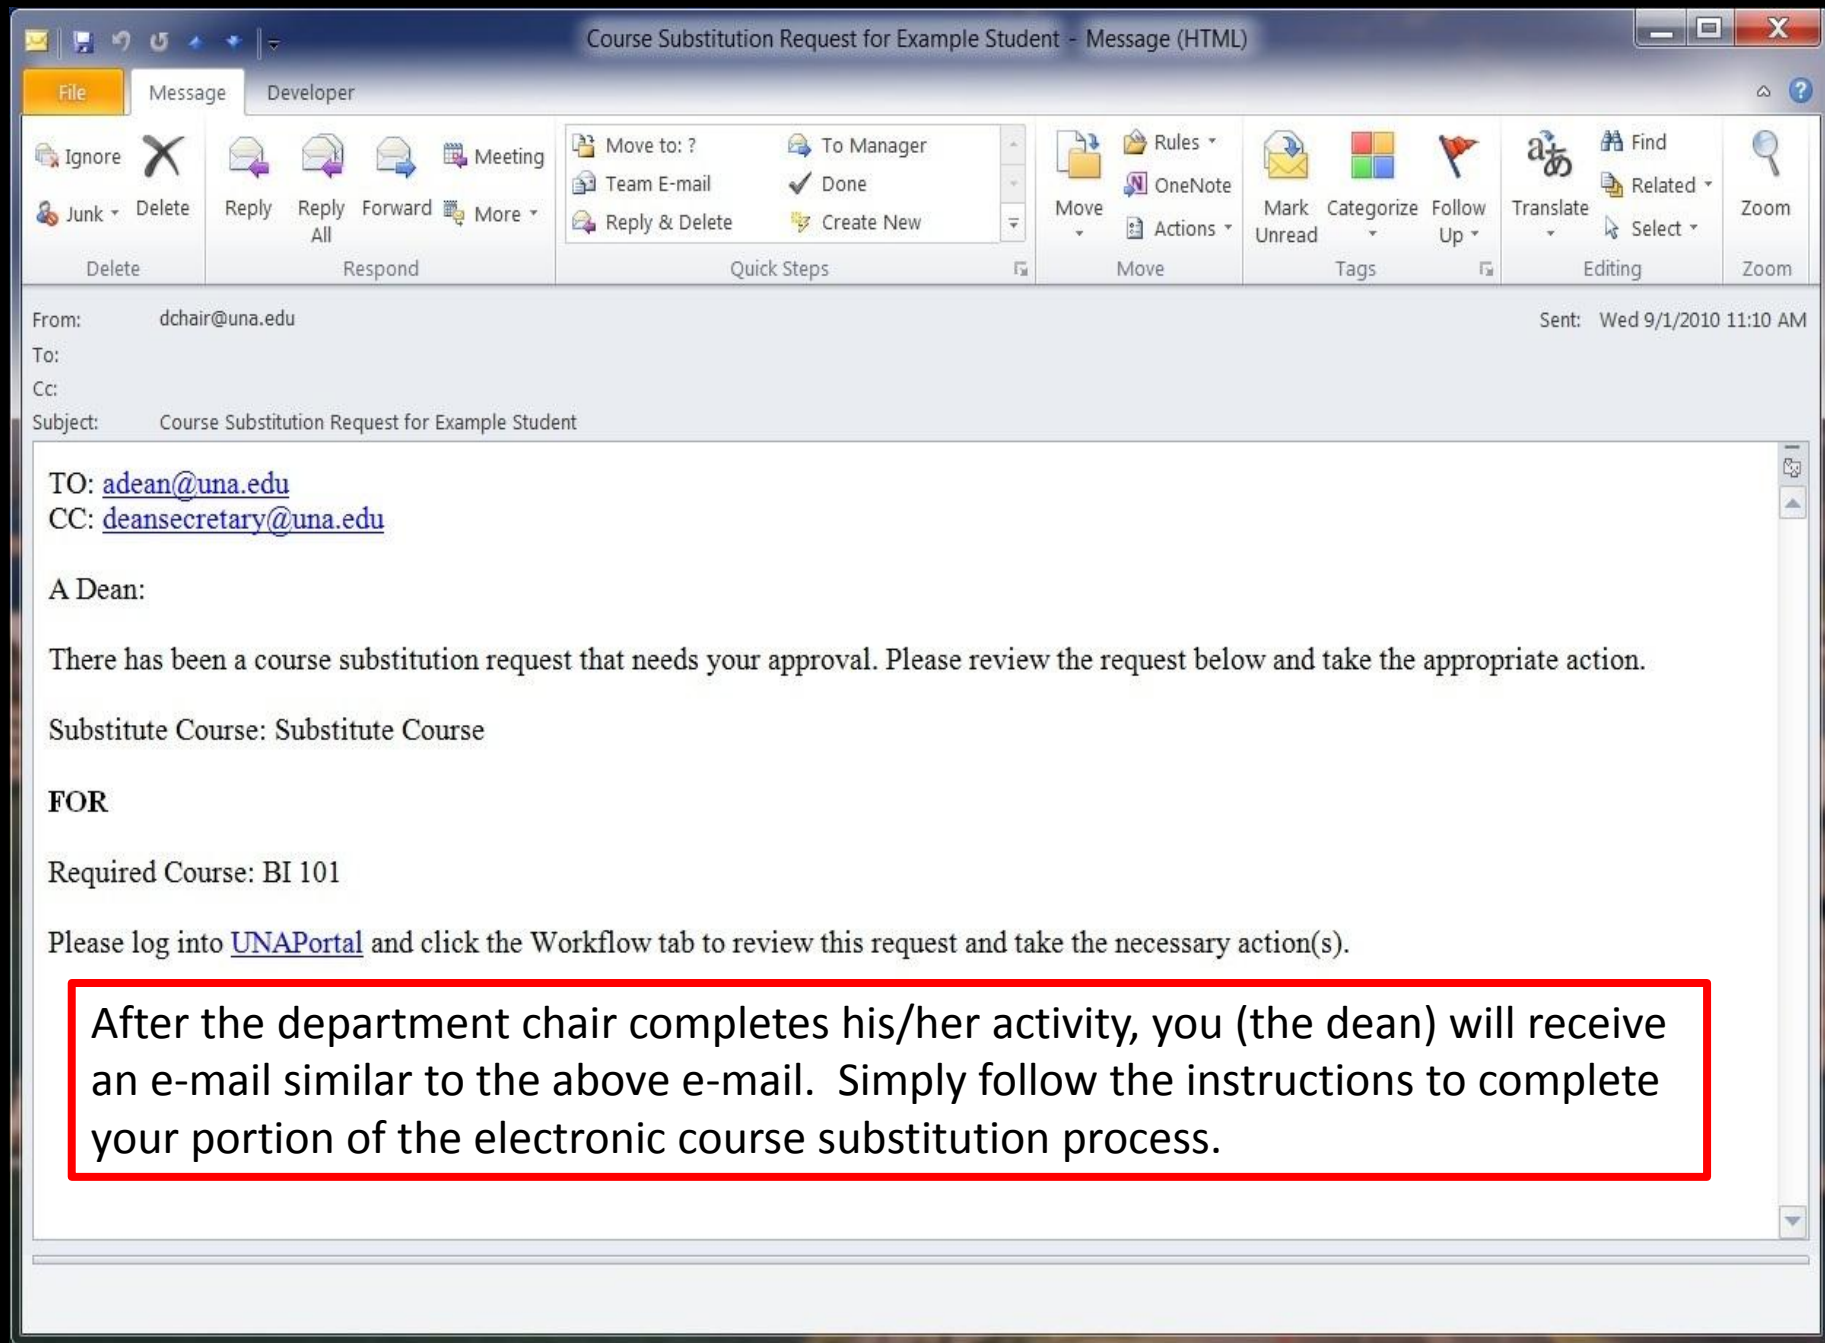 Course Substitution Request for Example Student - Message (HTML)
X
File Message Developer
?
Ignore
Junk
Delete
Reply
Reply All
Forward
Meeting
More
Move to: ?
To Manager
Team E-mail
Done
Reply & Delete
Create New
Move
Rules
OneNote
Actions
Mark Unread
Categorize
Follow Up
Translate
Find
Related
Select
Zoom
Delete Respond Quick Steps Move Tags Editing Zoom
From: dchair@una.edu Sent: Wed 9/1/2010 11:10 AM
To:
Cc:
Subject: Course Substitution Request for Example Student
TO: adean@una.edu
CC: deansecretary@una.edu
A Dean:
There has been a course substitution request that needs your approval. Please review the request below and take the appropriate action.
Substitute Course: Substitute Course
FOR
Required Course: BI 101
Please log into UNAPortal and click the Workflow tab to review this request and take the necessary action(s).
After the department chair completes his/her activity, you (the dean) will receive
an e-mail similar to the above e-mail.  Simply follow the instructions to complete
your portion of the electronic course substitution process.